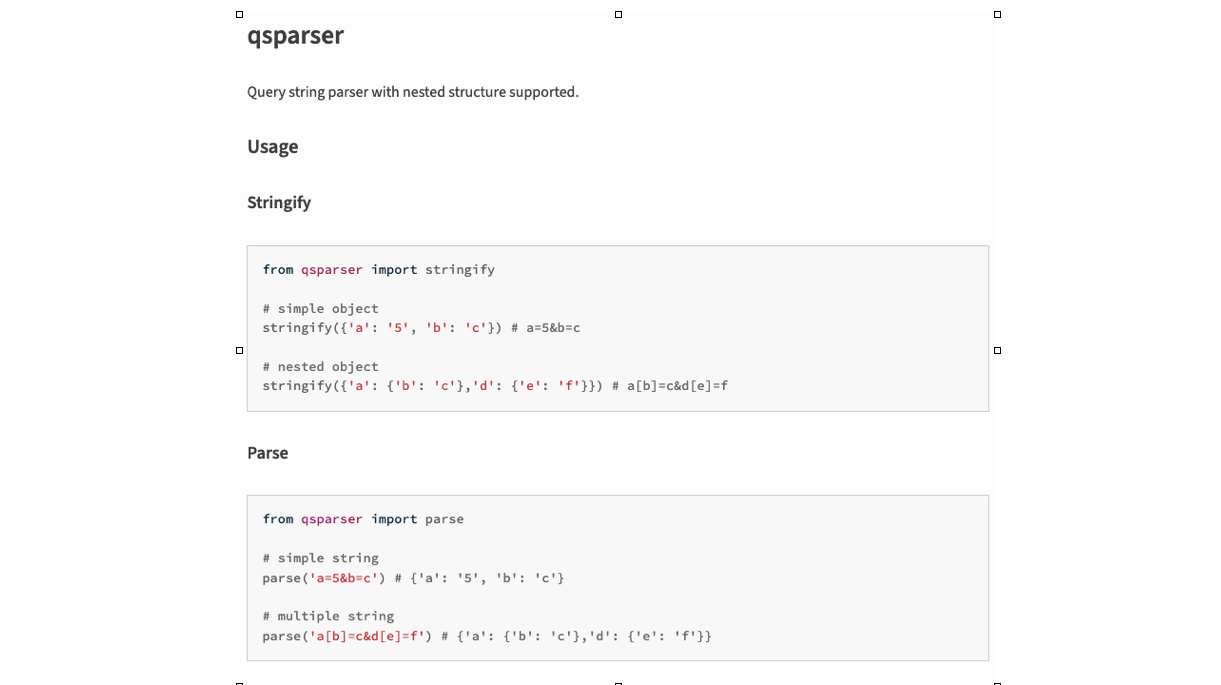 qsparser
Query string parser with nested structure supported.
Usage
Stringify
from qsparser import stringify
# simple object
stringify({'a': '5', 'b': 'c'}) # a=5&b=c
# nested object
stringify({'a': {'b': 'c'},'d': {'e': 'f'}}) # a[b]=c&d[e]=f
Parse
from qsparser import parse
# simple string
parse('a=5&b=c') # {'a': '5', 'b': 'c'}
# multiple string
parse('a[b]=c&d[e]=f') # {'a': {'b': 'c'},'d': {'e': 'f'}}